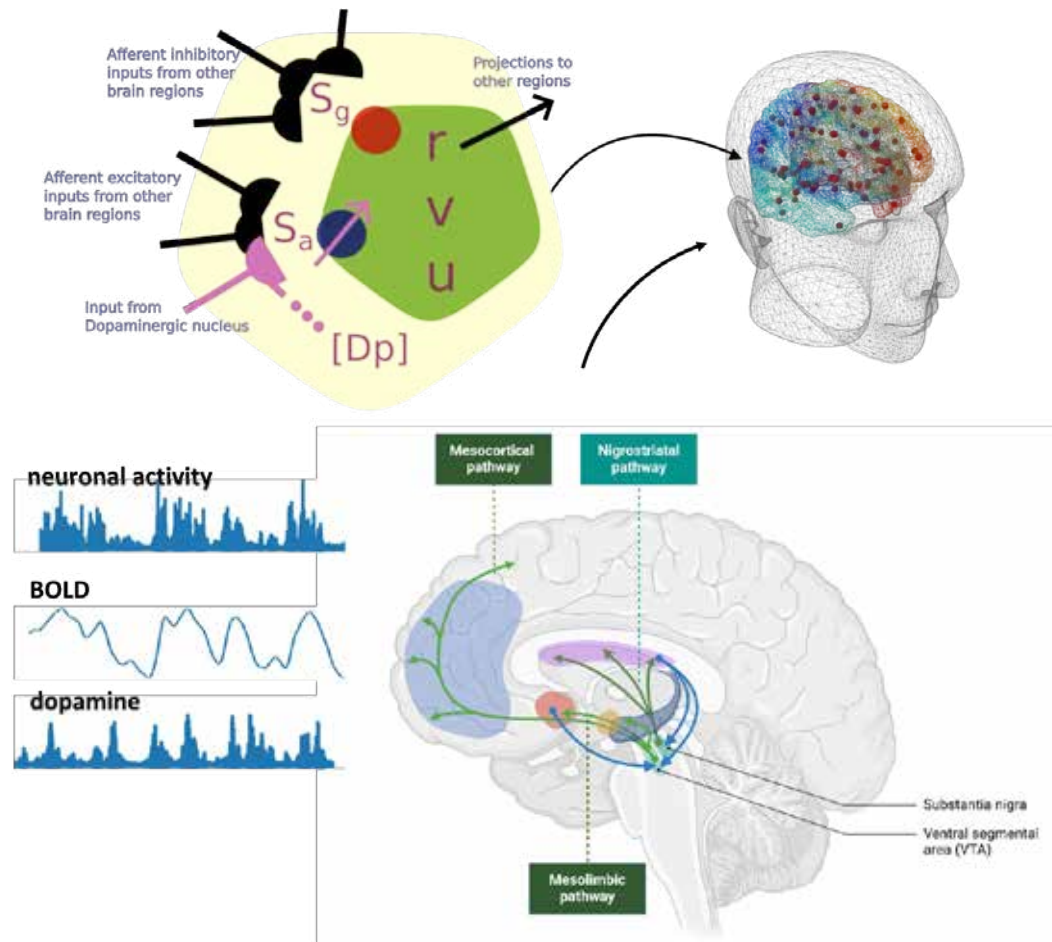 Afferent inhibitory
inputs from other
brain regions
Projections to
other regions
S_g
r
v
u
Afferent excitatory
inputs from other
brain regions
S_a
Input from
Dopaminergic nucleus
[Dp]
Mesocortical
pathway
Nigrostriatal
pathway
neuronal activity
BOLD
dopamine
Substantia nigra
Ventral segmental
area (VTA)
Mesolimbic
pathway